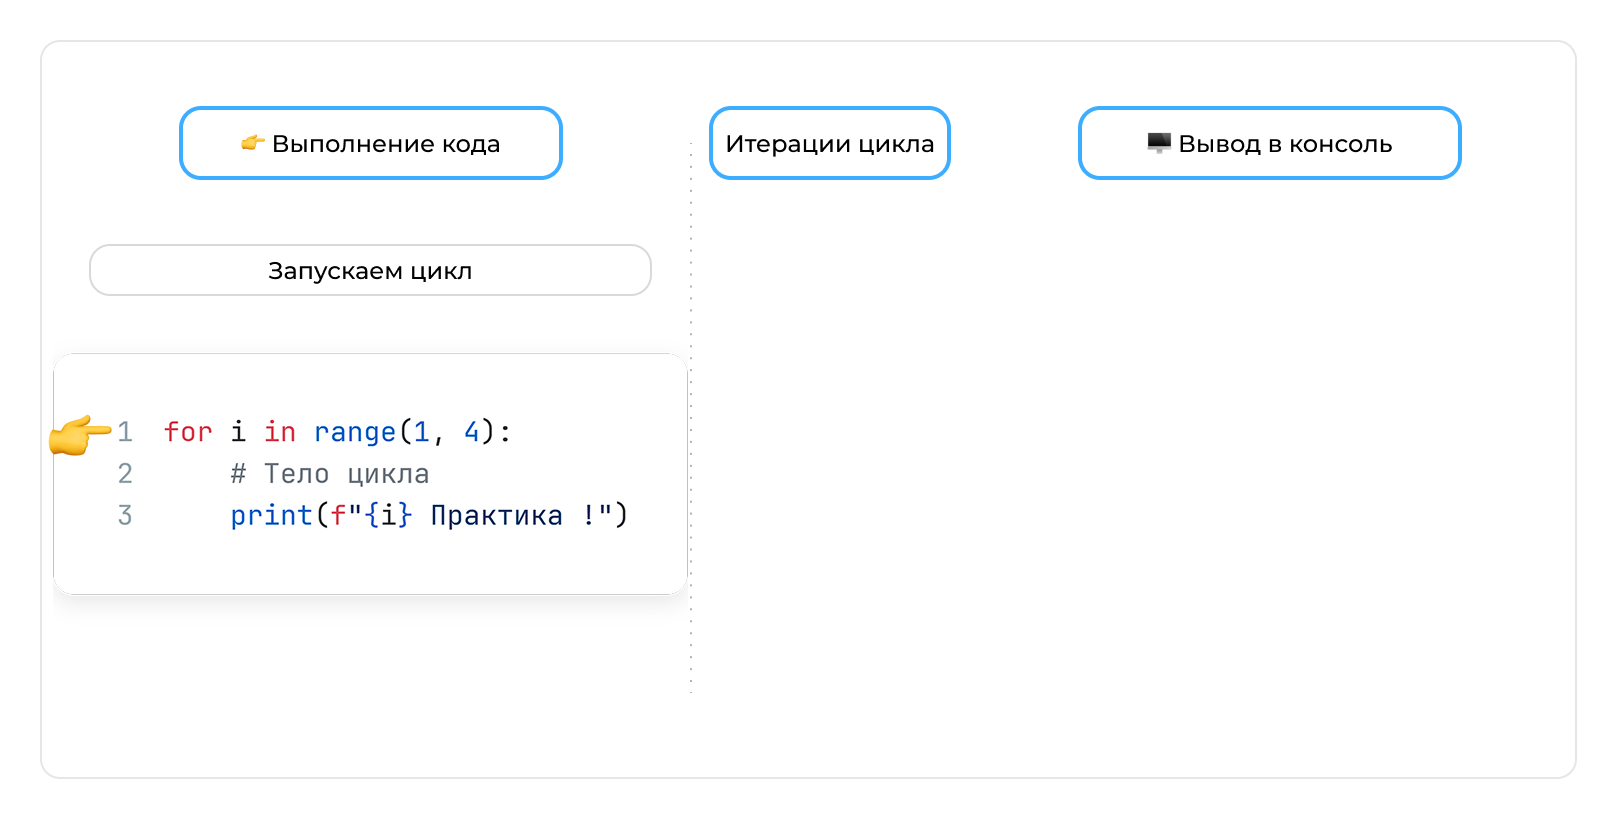 👉 Выполнение кода
Итерации цикла
🖥 Вывод в консоль
Запускаем цикл
1 for i in range(1, 4):
2     # Тело цикла
3     print(f"{i} Практика !")